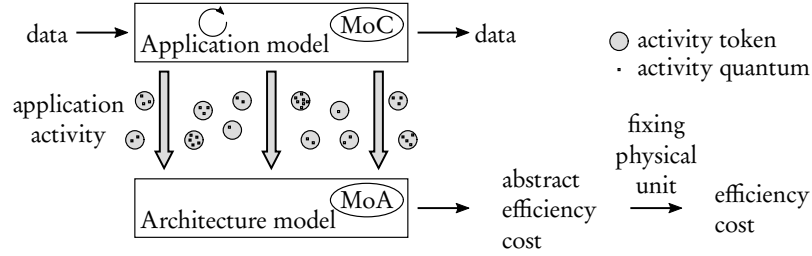 data
MoC
Application model
data
activity token
activity quantum
application
activity
fixing
physical
unit
MoA
Architecture model
abstract
efficiency
cost
efficiency
cost